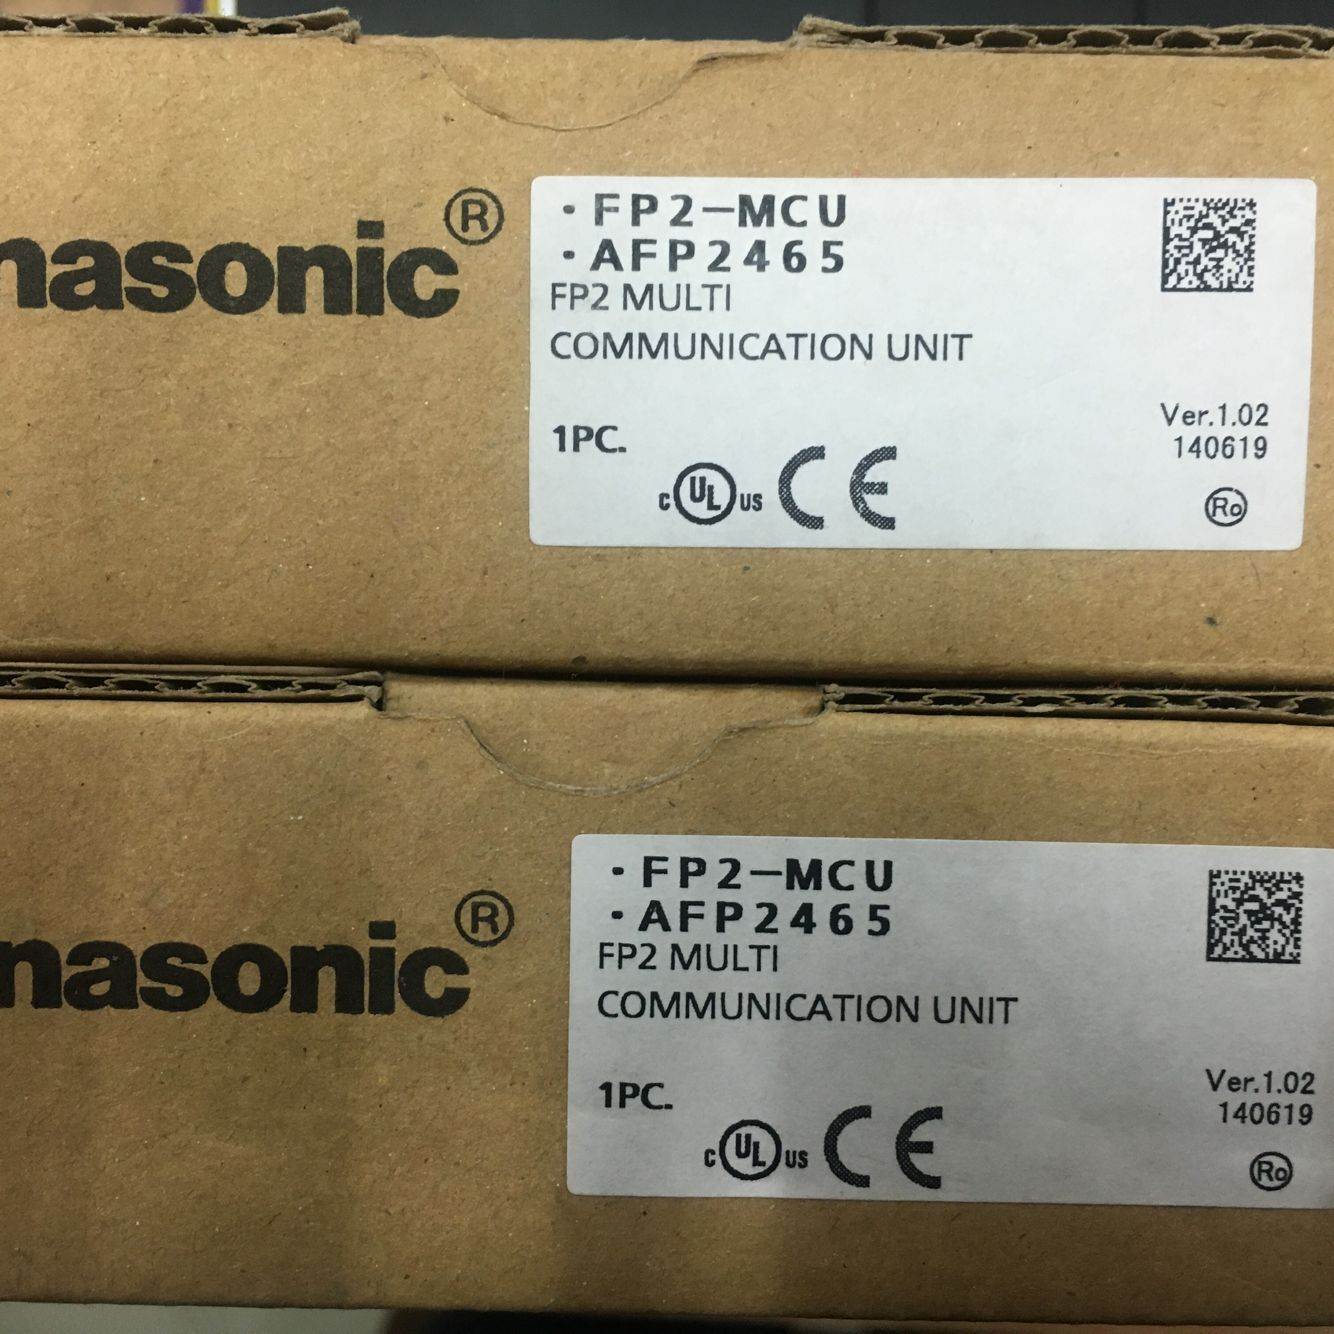 nasonic®
· FP2-MCU
· AFP2465
FP2 MULTI
COMMUNICATION UNIT
1PC.
Ver.1.02
140619
c UL us CE
Ro
nasonic®
· FP2-MCU
· AFP2465
FP2 MULTI
COMMUNICATION UNIT
1PC.
Ver.1.02
140619
c UL us CE
Ro